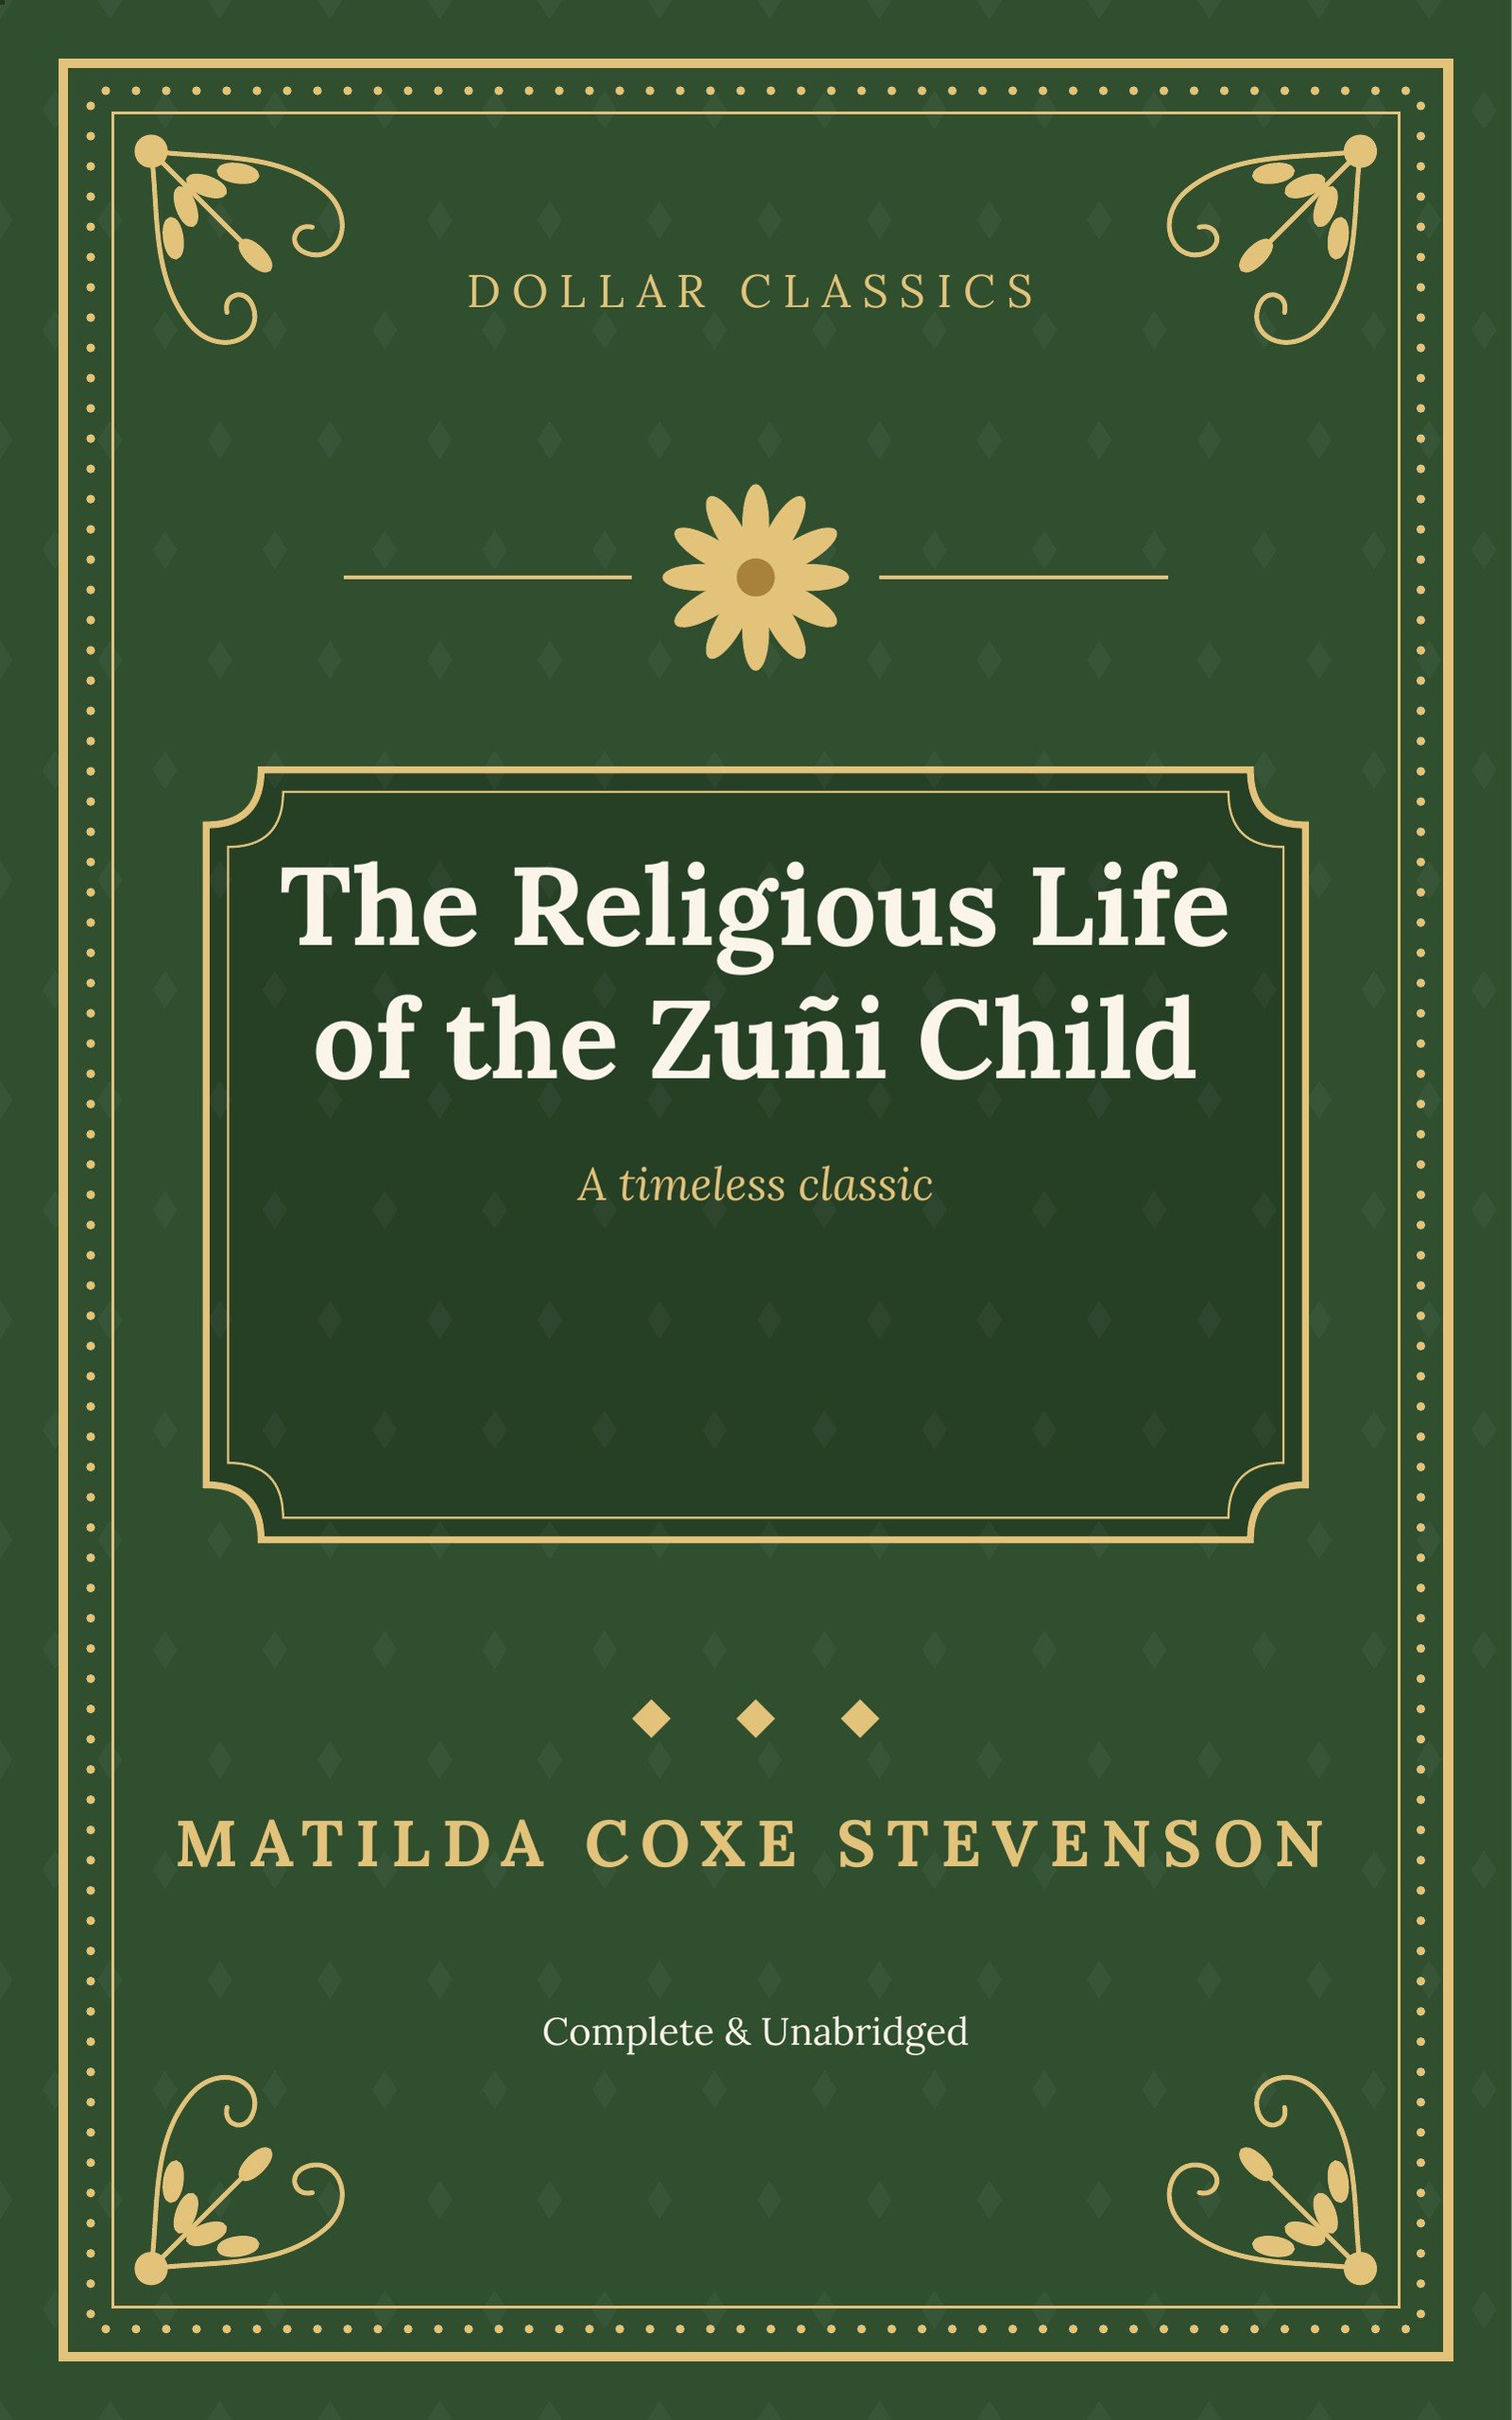 DOLLAR CLASSICS
The Religious Life
of the Zuñi Child
A timeless classic
MATILDA COXE STEVENSON
Complete & Unabridged